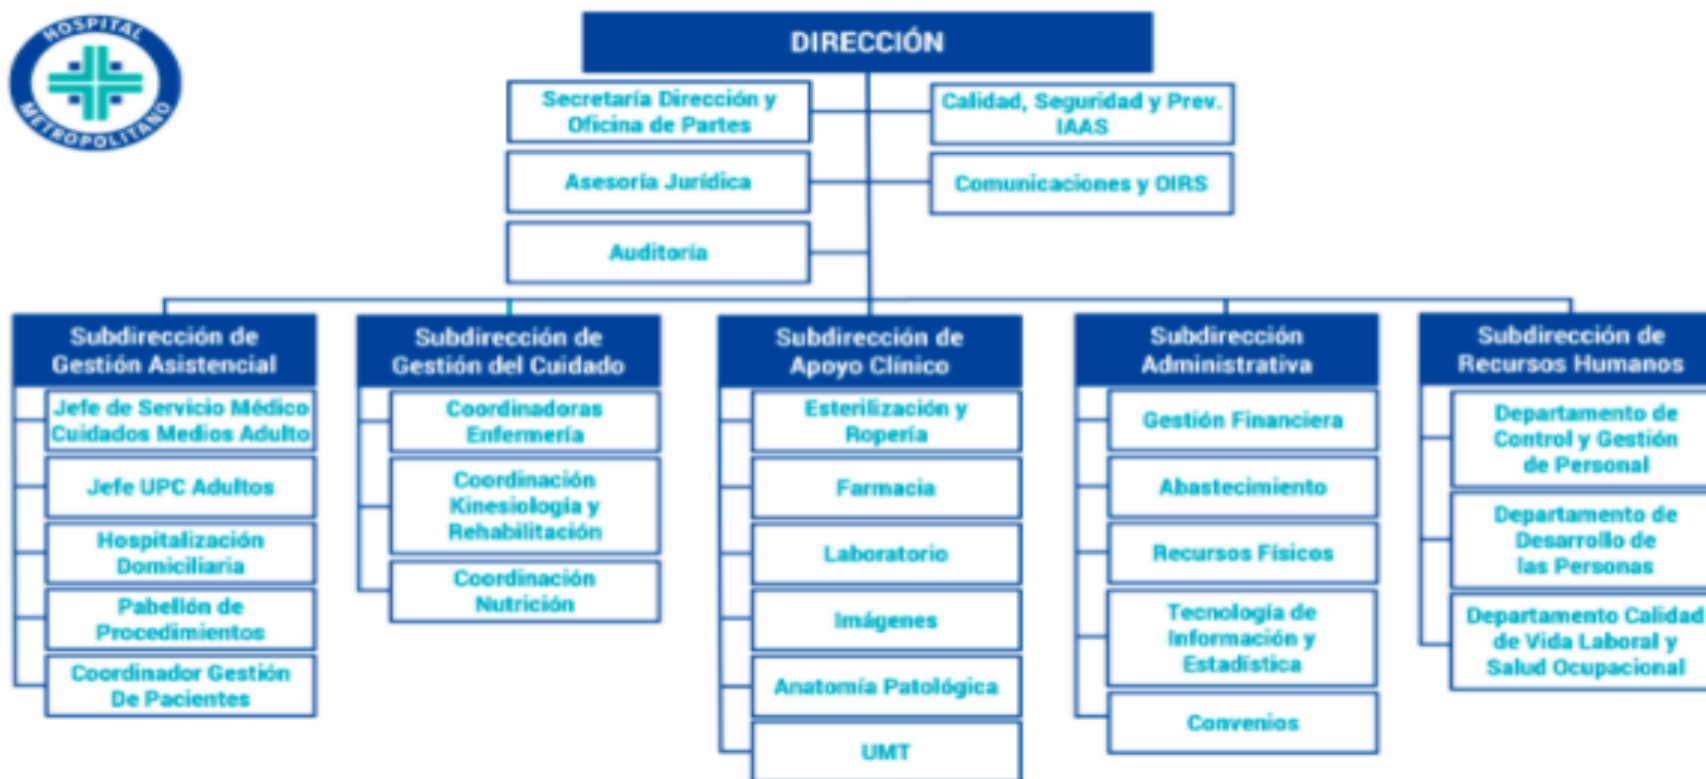 HOSPITAL
METROPOLITANO
DIRECCIÓN
Secretaría Dirección y
Oficina de Partes
Calidad, Seguridad y Prev.
IAAS
Asesoría Jurídica
Comunicaciones y OIRS
Auditoría
Subdirección de
Gestión Asistencial
Jefe de Servicio Médico
Cuidados Medios Adulto
Jefe UPC Adultos
Hospitalización
Domiciliaria
Pabellón de
Procedimientos
Coordinador Gestión
De Pacientes
Subdirección de
Gestión del Cuidado
Coordinadoras
Enfermería
Coordinación
Kinesiología y
Rehabilitación
Coordinación
Nutrición
Subdirección de
Apoyo Clínico
Esterilización y
Ropería
Farmacia
Laboratorio
Imágenes
Anatomía Patológica
UMT
Subdirección
Administrativa
Gestión Financiera
Abastecimiento
Recursos Físicos
Tecnología de
Información y
Estadística
Convenios
Subdirección de
Recursos Humanos
Departamento de
Control y Gestión
de Personal
Departamento de
Desarrollo de
las Personas
Departamento Calidad
de Vida Laboral y
Salud Ocupacional